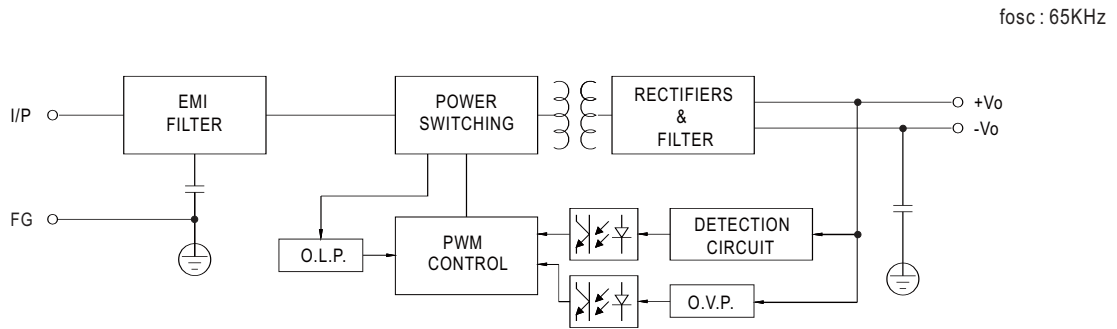 fosc : 65KHz
I/P
EMI
FILTER
POWER
SWITCHING
RECTIFIERS
&
FILTER
+Vo
-Vo
FG
O.L.P.
PWM
CONTROL
DETECTION
CIRCUIT
O.V.P.